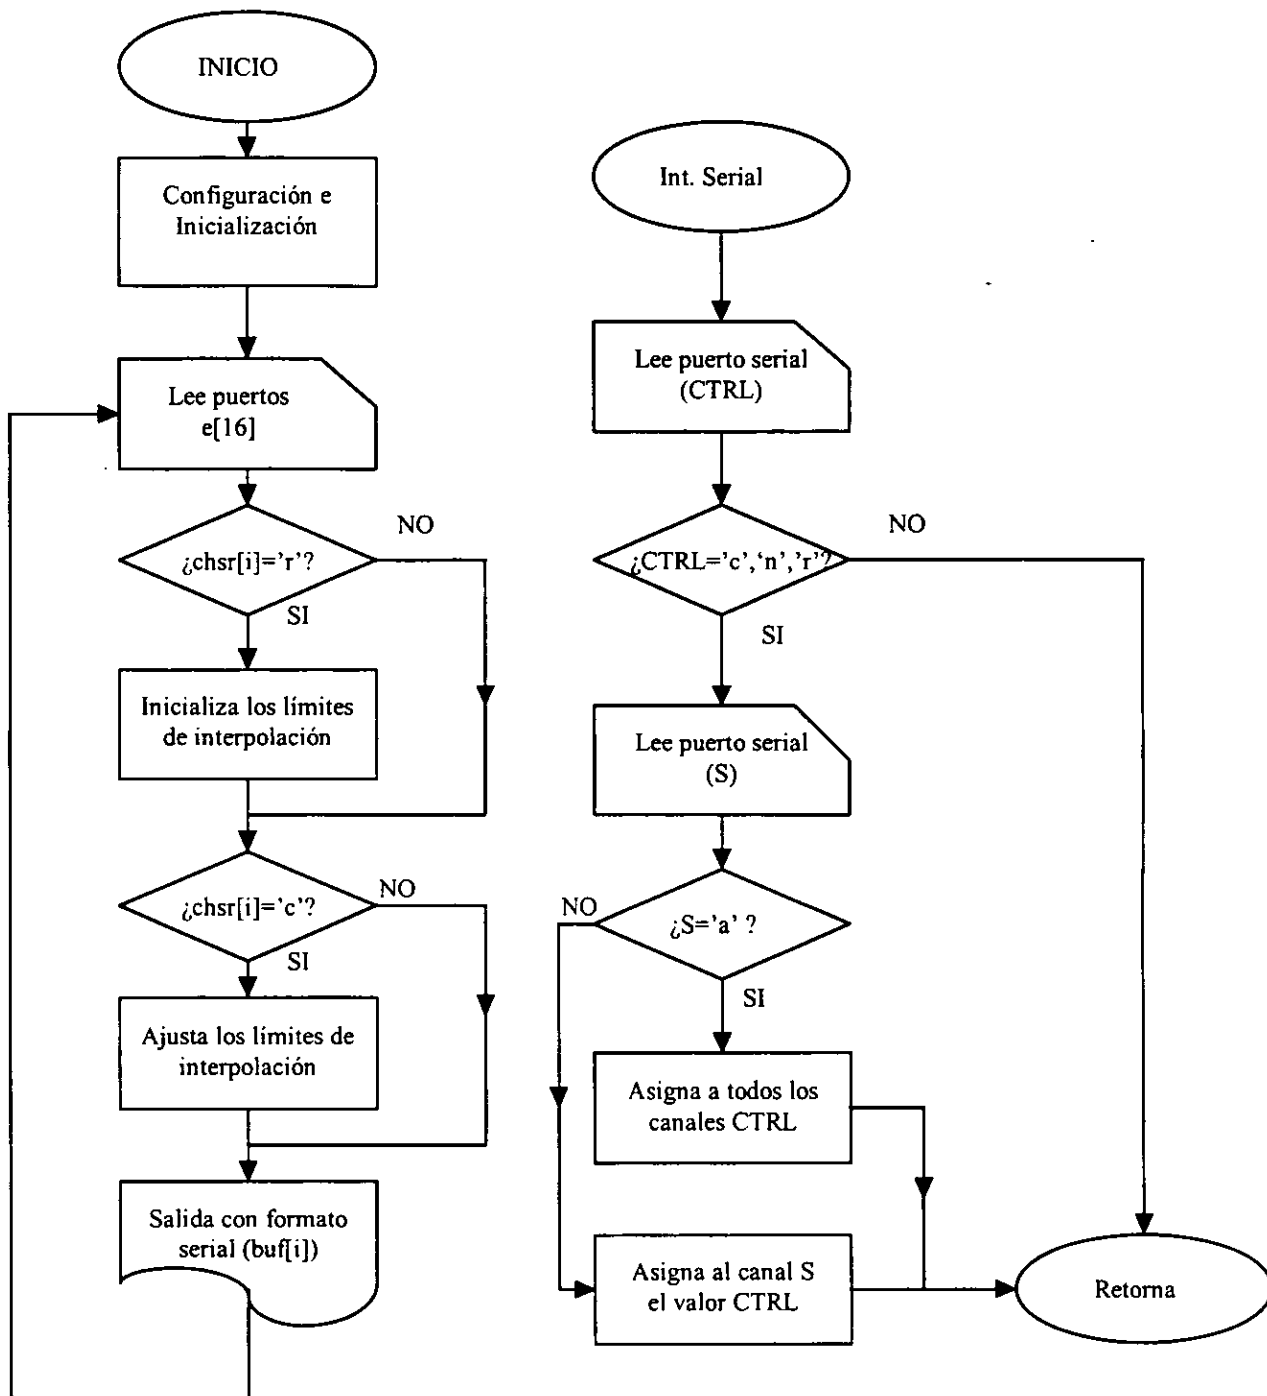 INICIO
Configuración e
Inicialización
Lee puertos
e[16]
¿chsr[i]='r'?
NO
SI
Inicializa los límites
de interpolación
¿chsr[i]='c'?
NO
SI
Ajusta los límites de
interpolación
Salida con formato
serial (buf[i])
Int. Serial
Lee puerto serial
(CTRL)
¿CTRL='c','n','r'?
NO
SI
Lee puerto serial
(S)
¿S='a' ?
NO
SI
Asigna a todos los
canales CTRL
Asigna al canal S
el valor CTRL
Retorna